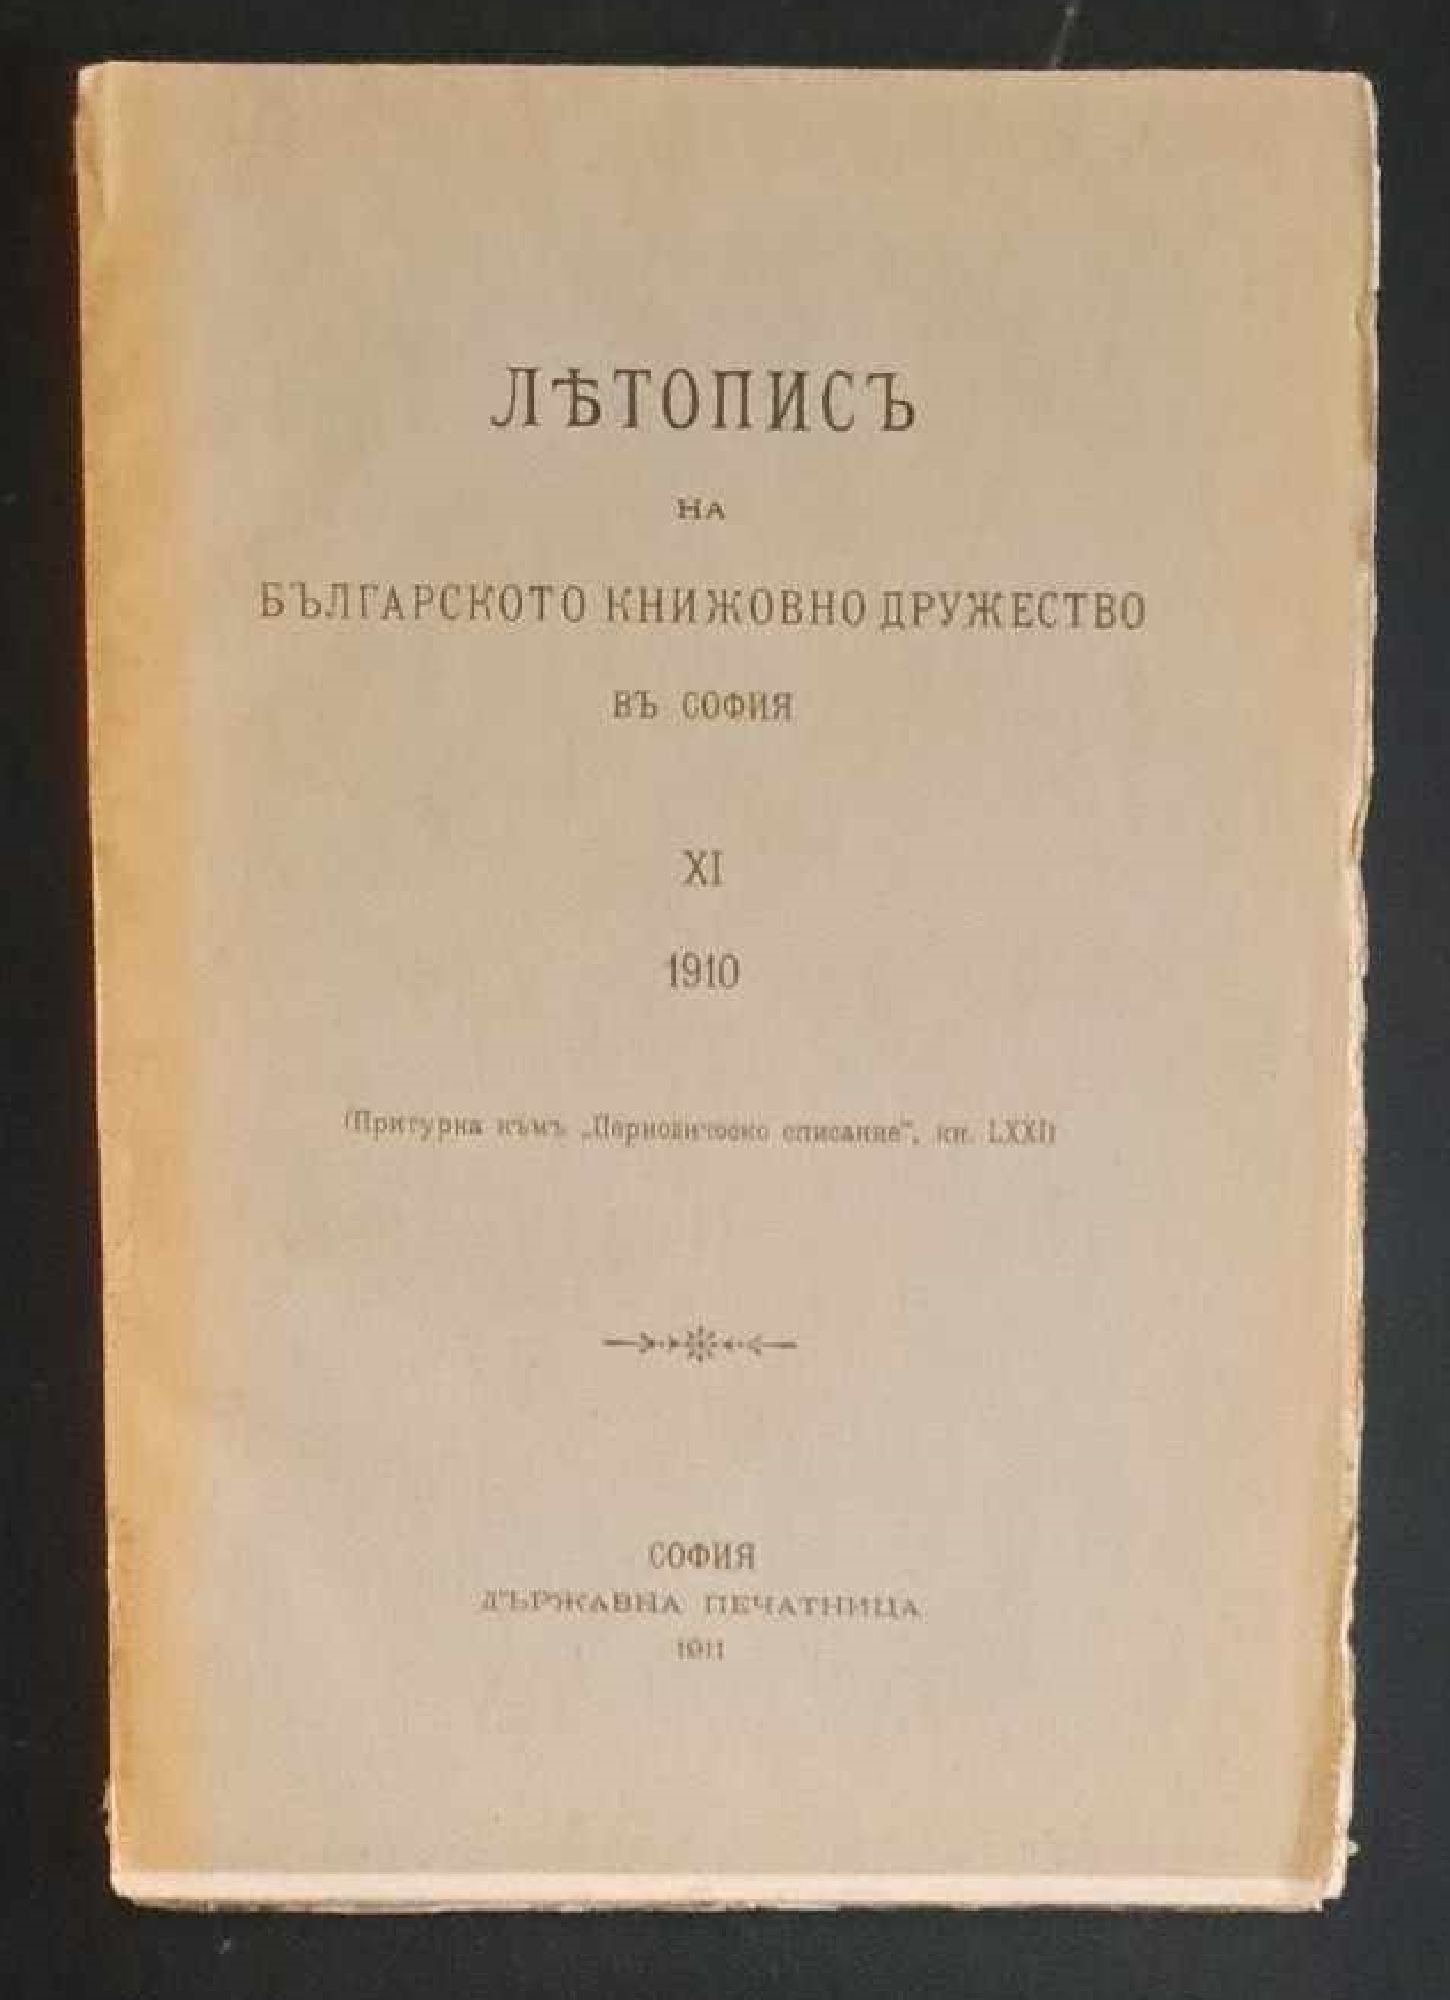 ЛѢТОПИСЪ
НА
БЪЛГАРСКОТО КНИЖОВНО ДРУЖЕСТВО
ВЪ СОФИЯ
XI
1910
(Притурка къмъ „Периодическо списание“, кн. LXXI)
СОФИЯ
ДЪРЖАВНА ПЕЧАТНИЦА
1911